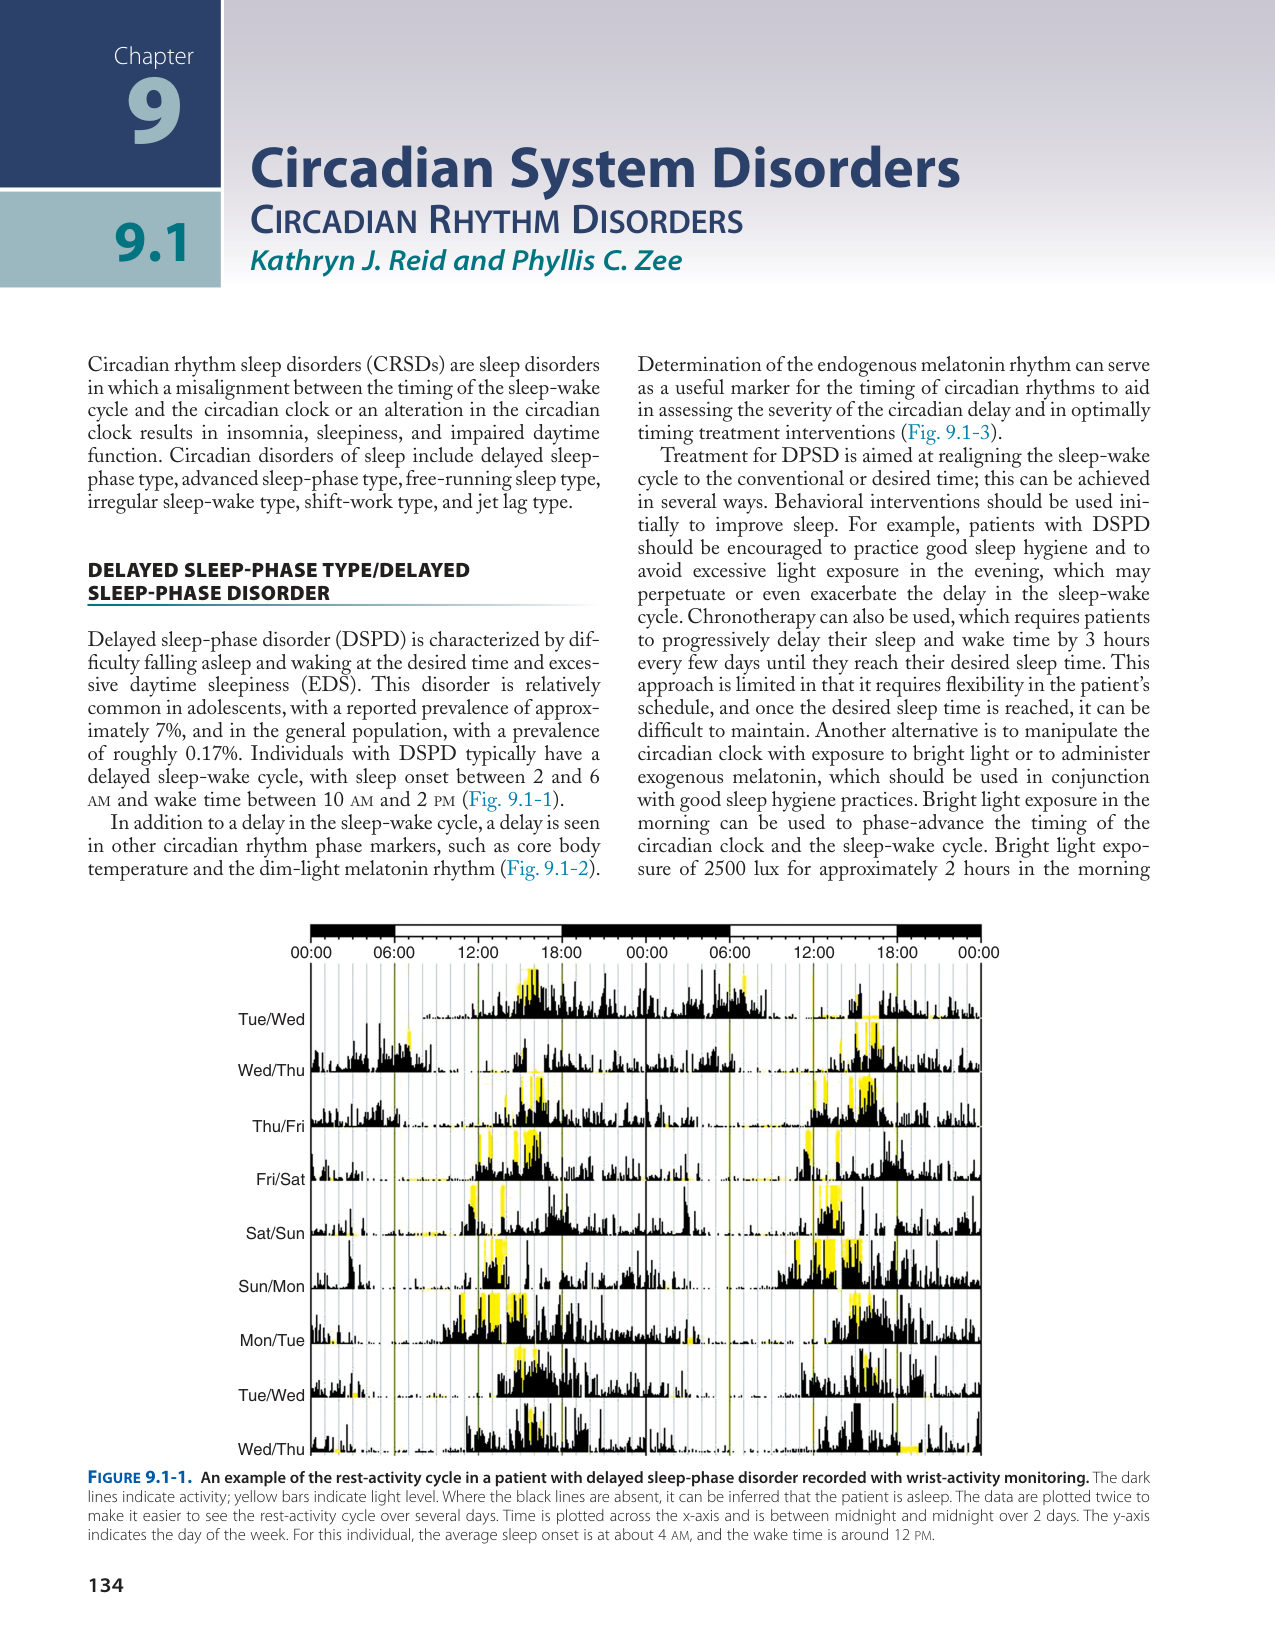 Chapter
9
9.1
Circadian System Disorders
CIRCADIAN RHYTHM DISORDERS
Kathryn J. Reid and Phyllis C. Zee
Circadian rhythm sleep disorders (CRSDs) are sleep disorders
in which a misalignment between the timing of the sleep-wake
cycle and the circadian clock or an alteration in the circadian
clock results in insomnia, sleepiness, and impaired daytime
function. Circadian disorders of sleep include delayed sleep-
phase type, advanced sleep-phase type, free-running sleep type,
irregular sleep-wake type, shift-work type, and jet lag type.
DELAYED SLEEP-PHASE TYPE/DELAYED
SLEEP-PHASE DISORDER
Delayed sleep-phase disorder (DSPD) is characterized by dif-
ficulty falling asleep and waking at the desired time and exces-
sive daytime sleepiness (EDS). This disorder is relatively
common in adolescents, with a reported prevalence of approx-
imately 7%, and in the general population, with a prevalence
of roughly 0.17%. Individuals with DSPD typically have a
delayed sleep-wake cycle, with sleep onset between 2 and 6
AM and wake time between 10 AM and 2 PM (Fig. 9.1-1).
In addition to a delay in the sleep-wake cycle, a delay is seen
in other circadian rhythm phase markers, such as core body
temperature and the dim-light melatonin rhythm (Fig. 9.1-2).
Determination of the endogenous melatonin rhythm can serve
as a useful marker for the timing of circadian rhythms to aid
in assessing the severity of the circadian delay and in optimally
timing treatment interventions (Fig. 9.1-3).
Treatment for DPSD is aimed at realigning the sleep-wake
cycle to the conventional or desired time; this can be achieved
in several ways. Behavioral interventions should be used ini-
tially to improve sleep. For example, patients with DSPD
should be encouraged to practice good sleep hygiene and to
avoid excessive light exposure in the evening, which may
perpetuate or even exacerbate the delay in the sleep-wake
cycle. Chronotherapy can also be used, which requires patients
to progressively delay their sleep and wake time by 3 hours
every few days until they reach their desired sleep time. This
approach is limited in that it requires flexibility in the patient's
schedule, and once the desired sleep time is reached, it can be
difficult to maintain. Another alternative is to manipulate the
circadian clock with exposure to bright light or to administer
exogenous melatonin, which should be used in conjunction
with good sleep hygiene practices. Bright light exposure in the
morning can be used to phase-advance the timing of the
circadian clock and the sleep-wake cycle. Bright light expo-
sure of 2500 lux for approximately 2 hours in the morning
00:00 06:00 12:00 18:00 00:00 06:00 12:00 18:00 00:00
Tue/Wed
Wed/Thu
Thu/Fri
Fri/Sat
Sat/Sun
Sun/Mon
Mon/Tue
Tue/Wed
Wed/Thu
FIGURE 9.1-1. An example of the rest-activity cycle in a patient with delayed sleep-phase disorder recorded with wrist-activity monitoring. The dark
lines indicate activity; yellow bars indicate light level. Where the black lines are absent, it can be inferred that the patient is asleep. The data are plotted twice to
make it easier to see the rest-activity cycle over several days. Time is plotted across the x-axis and is between midnight and midnight over 2 days. The y-axis
indicates the day of the week. For this individual, the average sleep onset is at about 4 AM, and the wake time is around 12 PM.
134